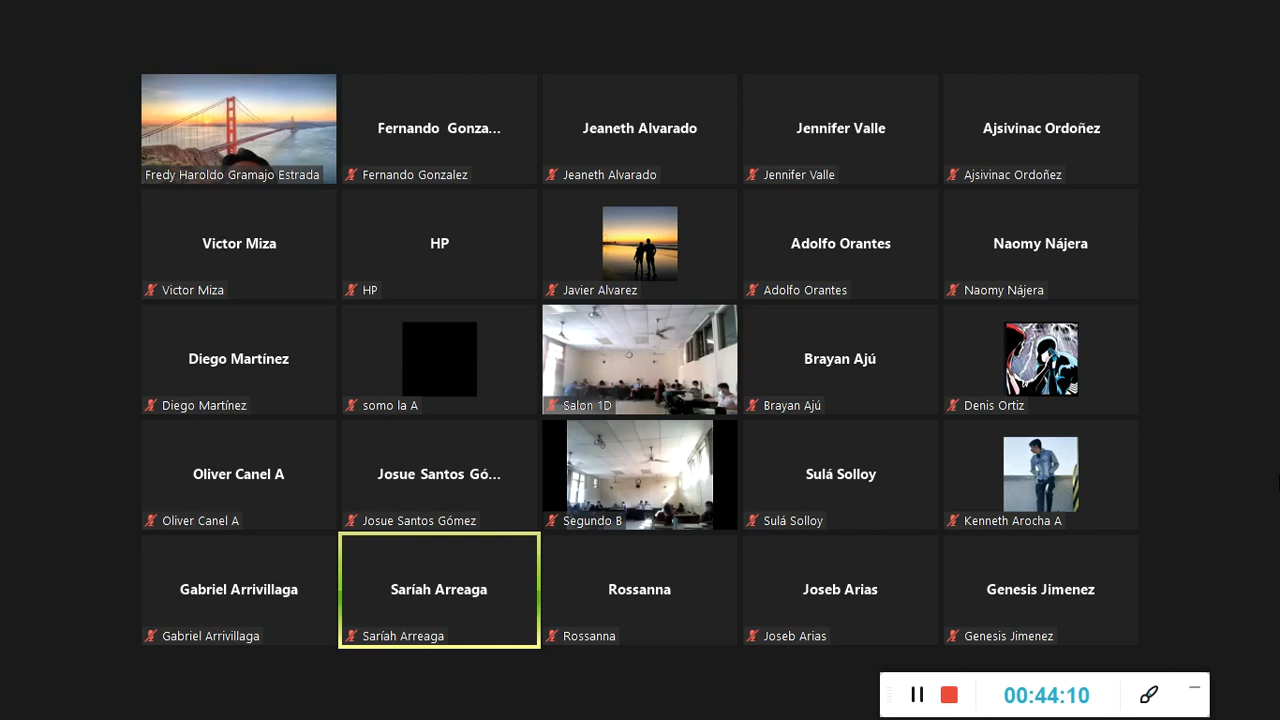 Fredy Haroldo Gramajo Estrada
Fernando Gonza...
Fernando Gonzalez
Jeaneth Alvarado
Jeaneth Alvarado
Jennifer Valle
Jennifer Valle
Ajsivinac Ordoñez
Ajsivinac Ordoñez
Victor Miza
Victor Miza
HP
HP
Javier Alvarez
Adolfo Orantes
Adolfo Orantes
Naomy Nájera
Naomy Nájera
Diego Martínez
Diego Martínez
somo la A
Salon 1D
Brayan Ajú
Brayan Ajú
Denis Ortiz
Oliver Canel A
Oliver Canel A
Josue Santos Gó...
Josue Santos Gómez
Segundo B
Sulá Solloy
Sulá Solloy
Kenneth Arocha A
Gabriel Arrivillaga
Gabriel Arrivillaga
Saríah Arreaga
Saríah Arreaga
Rossanna
Rossanna
Joseb Arias
Joseb Arias
Genesis Jimenez
Genesis Jimenez
00:44:10